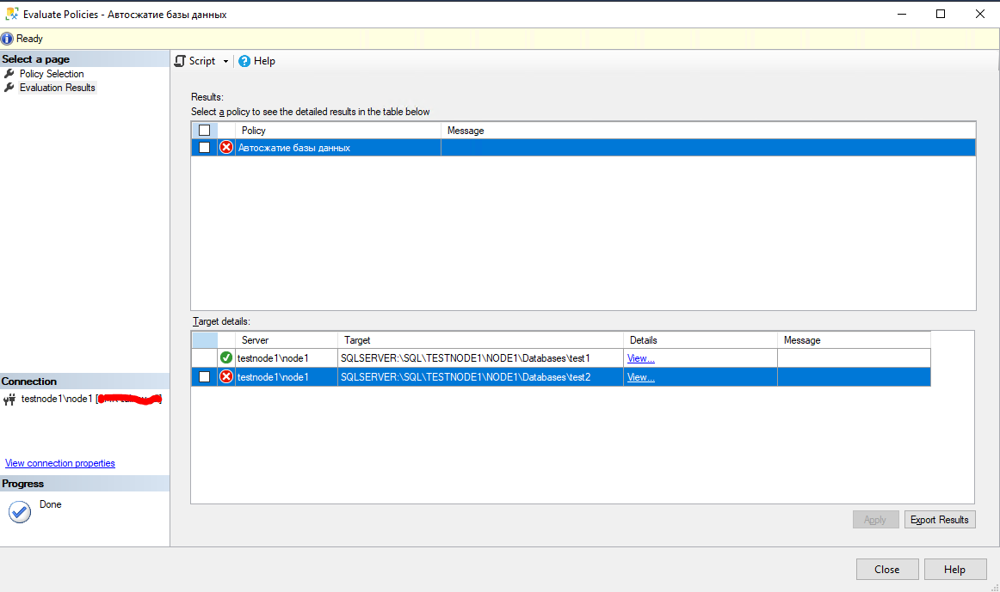 Evaluate Policies - Автосжатие базы данных
Ready
Select a page
Policy Selection
Evaluation Results
Script
Help
Results:
Select a policy to see the detailed results in the table below
Policy Message
Автосжатие базы данных
Target details:
Server Target Details Message
testnode1\node1 SQLSERVER:\SQL\TESTNODE1\NODE1\Databases\test1 View...
testnode1\node1 SQLSERVER:\SQL\TESTNODE1\NODE1\Databases\test2 View...
Connection
testnode1\node1 [
View connection properties
Progress
Done
Apply Export Results
Close Help